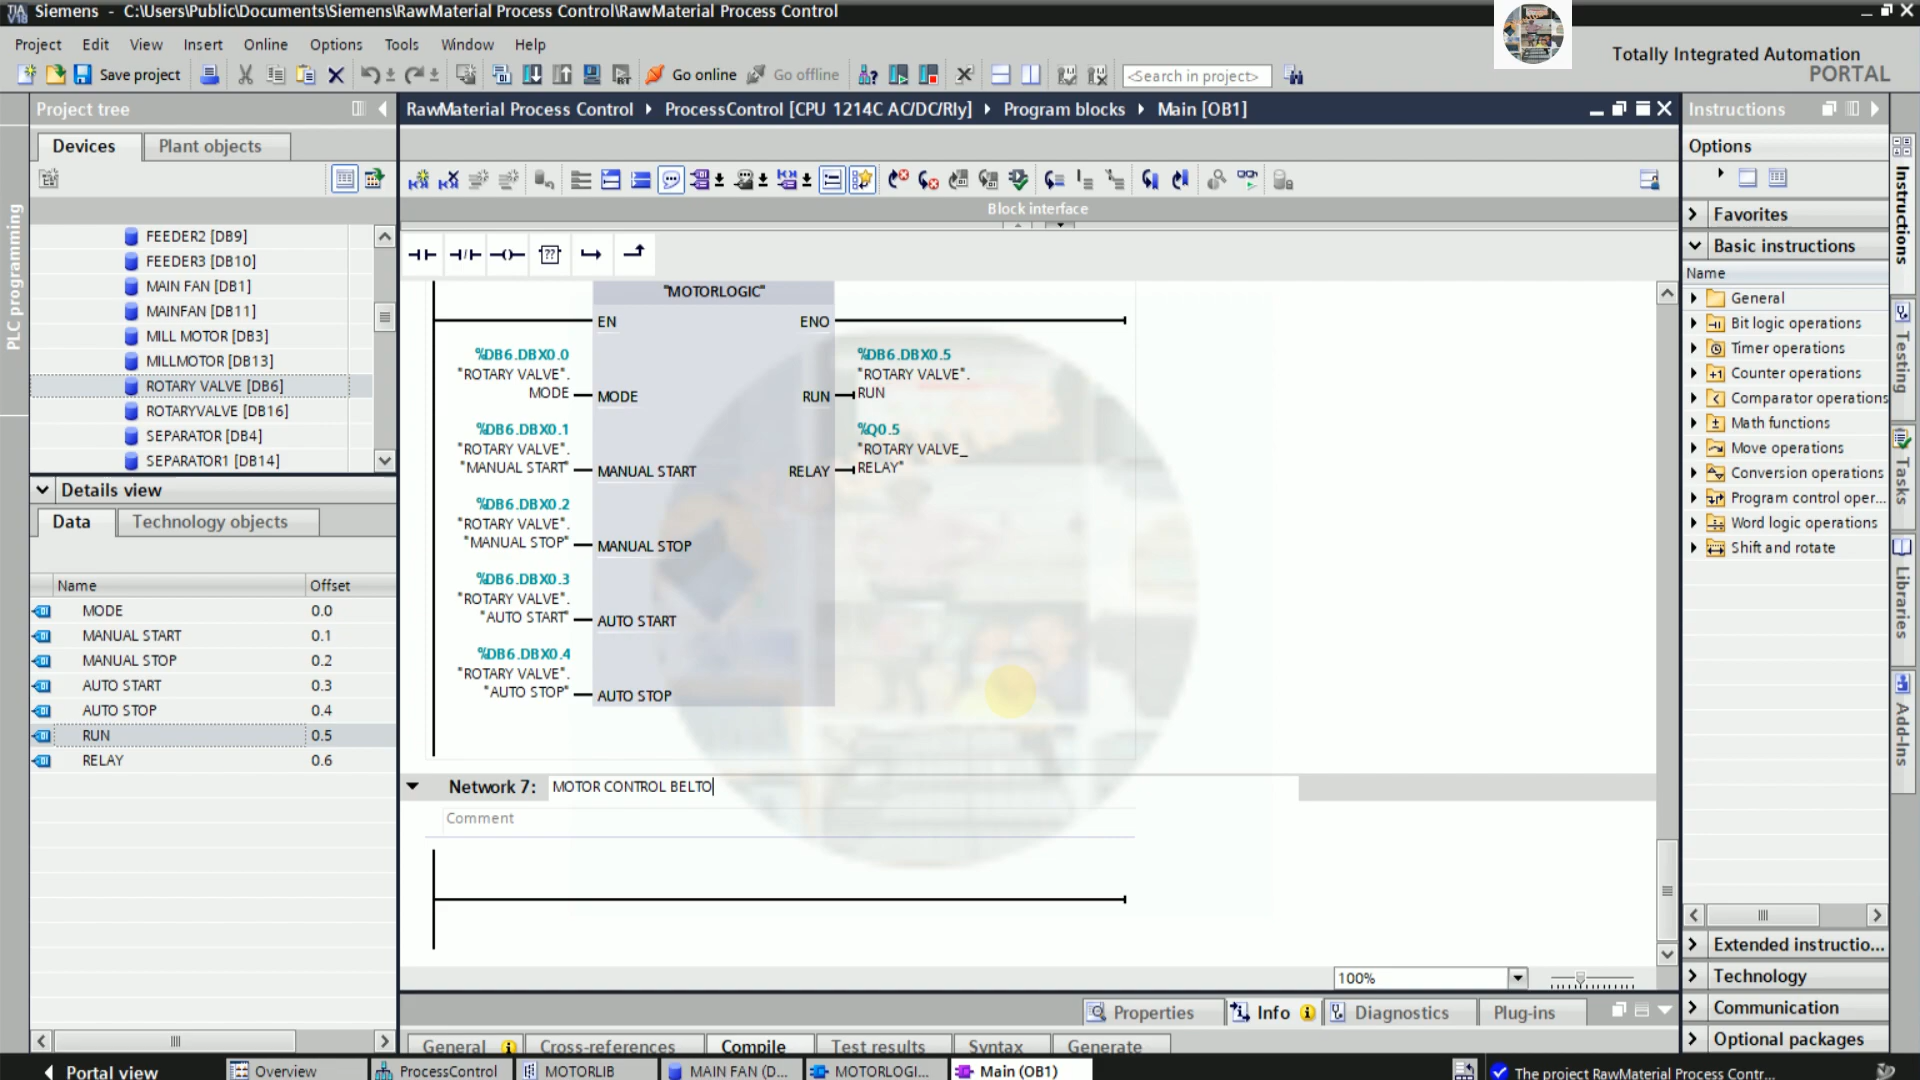 Siemens - C:\Users\Public\Documents\Siemens\RawMaterial Process Control\RawMaterial Process Control
Project Edit View Insert Online Options Tools Window Help
Totally Integrated Automation
PORTAL
Save project
Go online
Go offline
<Search in project>
Project tree
RawMaterial Process Control ▸ ProcessControl [CPU 1214C AC/DC/Rly] ▸ Program blocks ▸ Main [OB1]
Instructions
Devices
Plant objects
Options
PLC programming
Block interface
FEEDER2 [DB9]
FEEDER3 [DB10]
MAIN FAN [DB1]
MAINFAN [DB11]
MILL MOTOR [DB3]
MILLMOTOR [DB13]
ROTARY VALVE [DB6]
ROTARYVALVE [DB16]
SEPARATOR [DB4]
SEPARATOR1 [DB14]
Details view
Data
Technology objects
Name Offset
MODE 0.0
MANUAL START 0.1
MANUAL STOP 0.2
AUTO START 0.3
AUTO STOP 0.4
RUN 0.5
RELAY 0.6
??
"MOTORLOGIC"
EN ENO
%DB6.DBX0.0
"ROTARY VALVE".
MODE
MODE
%DB6.DBX0.5
"ROTARY VALVE".
RUN
RUN
%DB6.DBX0.1
"ROTARY VALVE".
"MANUAL START"
MANUAL START
%Q0.5
"ROTARY VALVE_
RELAY"
RELAY
%DB6.DBX0.2
"ROTARY VALVE".
"MANUAL STOP"
MANUAL STOP
%DB6.DBX0.3
"ROTARY VALVE".
"AUTO START"
AUTO START
%DB6.DBX0.4
"ROTARY VALVE".
"AUTO STOP"
AUTO STOP
Network 7: MOTOR CONTROL BELTO
Comment
100%
Properties
Info
Diagnostics
Plug-ins
General
Cross-references
Compile
Test results
Syntax
Generate
Favorites
Basic instructions
Name
General
Bit logic operations
Timer operations
Counter operations
Comparator operations
Math functions
Move operations
Conversion operations
Program control oper...
Word logic operations
Shift and rotate
Extended instructio...
Technology
Communication
Optional packages
Instructions
Testing
Tasks
Libraries
Add-Ins
Portal view
Overview
ProcessControl
MOTORLIB
MAIN FAN (D...
MOTORLOGI...
Main (OB1)
The project RawMaterial Process Contr...